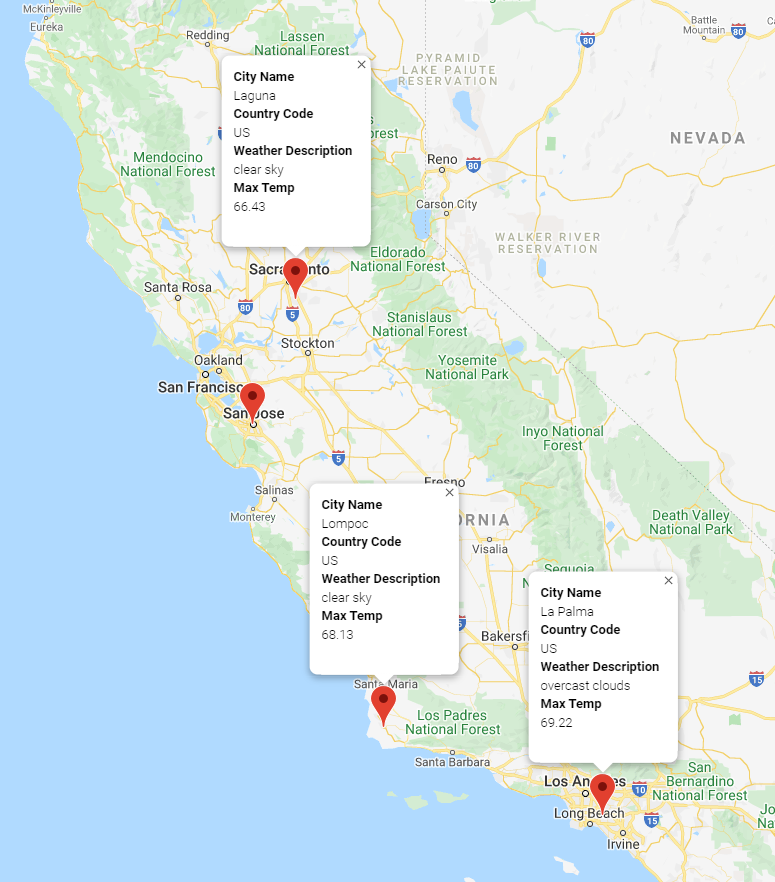 McKinleyville
Eureka
Redding
Lassen
National Forest
PYRAMID
LAKE PAIUTE
RESERVATION
Battle
Mountain
80
80
NEVADA
City Name
Laguna
Country Code
US
Weather Description
clear sky
Max Temp
66.43
Mendocino
National Forest
Reno
80
Carson City
WALKER RIVER
RESERVATION
Eldorado
National Forest
Santa Rosa
80
5
Stanislaus
National Forest
Stockton
Oakland
Yosemite
National Park
San Francisc
San Jose
Inyo National
Forest
5
Fresno
Salinas
Monterey
Death Valley
National Park
Visalia
City Name
Lompoc
Country Code
US
Weather Description
clear sky
Max Temp
68.13
Sequoia
City Name
La Palma
Country Code
US
Weather Description
overcast clouds
Max Temp
69.22
Bakersfi
15
Santa Maria
Los Padres
National Forest
Santa Barbara
San
Bernardino
National Forest
10
Long Beach
15
Irvine